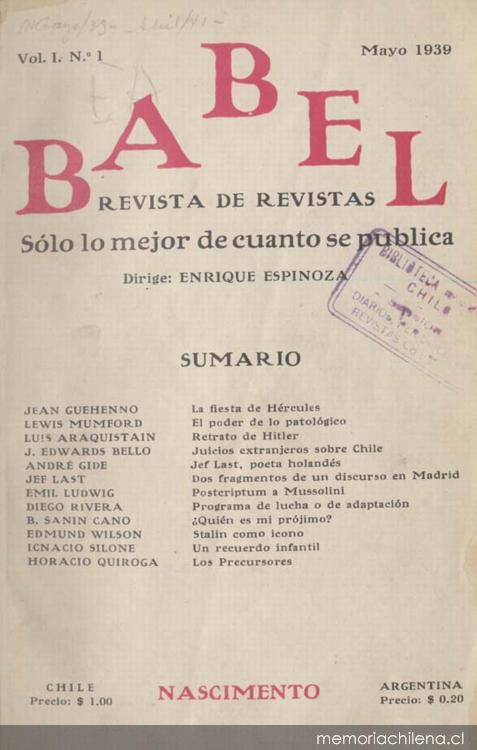 Vol. I. N.º 1 Mayo 1939
BABEL
REVISTA DE REVISTAS
Sólo lo mejor de cuanto se publica
Dirige: ENRIQUE ESPINOZA
BIBLIOTECA
CHILE
DIARIOS
REVISTAS
SUMARIO
JEAN GUEHENNO La fiesta de Hércules
LEWIS MUMFORD El poder de lo patológico
LUIS ARAQUISTAIN Retrato de Hitler
J. EDWARDS BELLO Juicios extranjeros sobre Chile
ANDRÉ GIDE Jef Last, poeta holandés
JEF LAST Dos fragmentos de un discurso en Madrid
EMIL LUDWIG Postcriptum a Mussolini
DIEGO RIVERA Programa de lucha o de adaptación
B. SANIN CANO ¿Quién es mi prójimo?
EDMUND WILSON Stalin como icono
IGNACIO SILONE Un recuerdo infantil
HORACIO QUIROGA Los Precursores
CHILE NASCIMENTO ARGENTINA
Precio: $ 1.00 Precio: $ 0.20
memoriachilena.cl